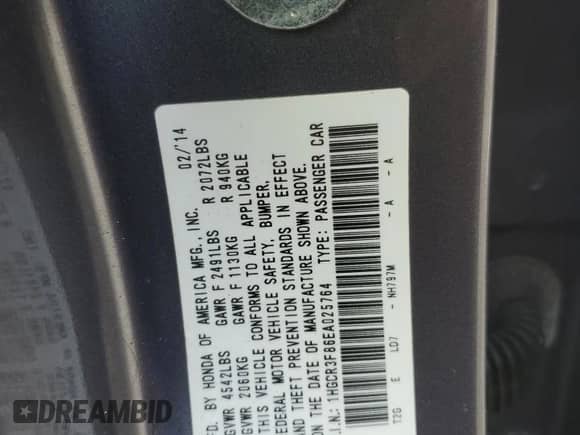 MFD. BY HONDA OF AMERICA MFG., INC. 02/'14
GVWR 4542LBS GAWR F 2491LBS R 2072LBS
GVWR 2060KG GAWR F 1130KG R 940KG
THIS VEHICLE CONFORMS TO ALL APPLICABLE
FEDERAL MOTOR VEHICLE SAFETY, BUMPER,
AND THEFT PREVENTION STANDARDS IN EFFECT
ON THE DATE OF MANUFACTURE SHOWN ABOVE.
V.I.N.: 1HGCR3F86EA025764 PASSENGER CAR
T2G E LD7 - NH797M - A - A
DREAMBID